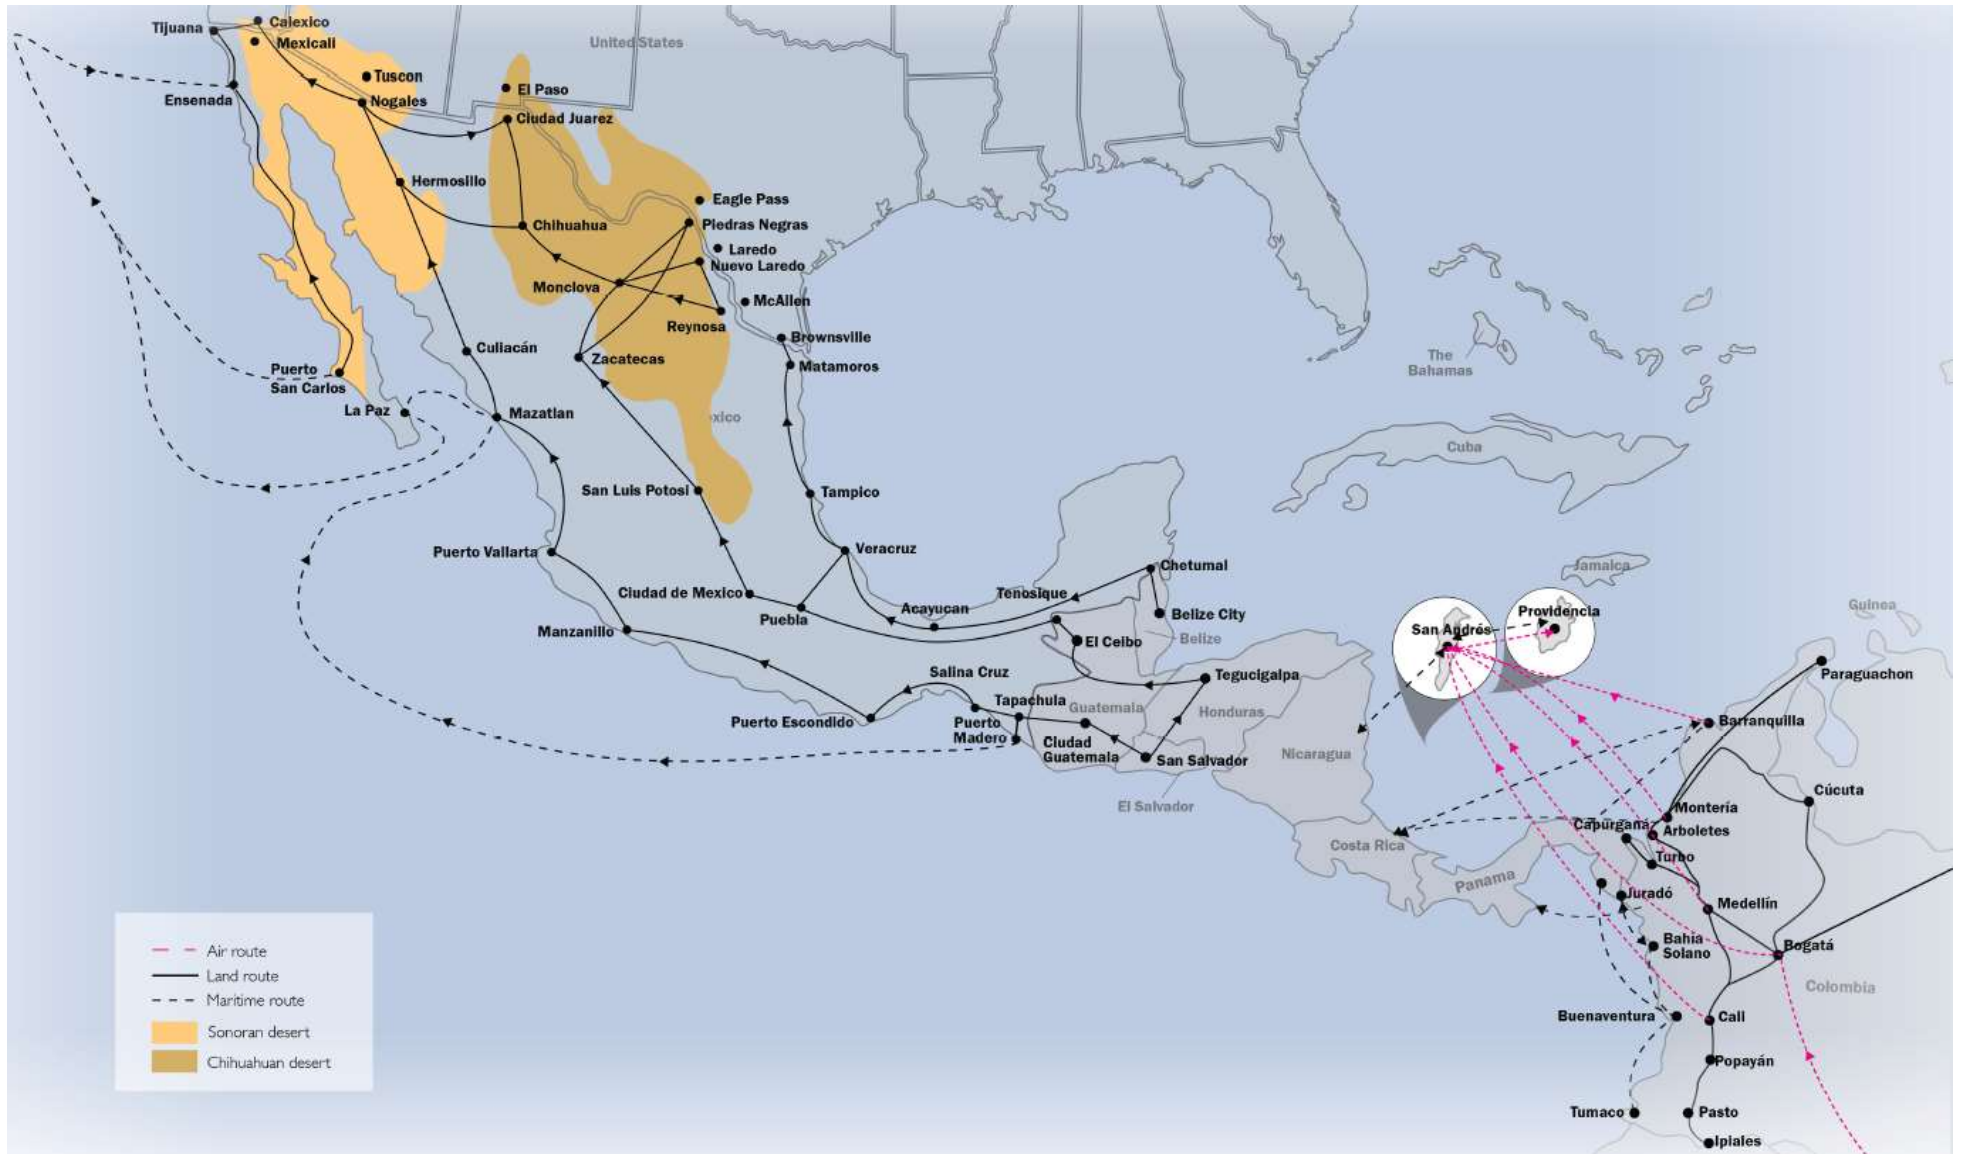 Tijuana
Calexico
Mexicali
United States
Tuscon
Ensenada
Nogales
El Paso
Ciudad Juarez
Hermosillo
Eagle Pass
Chihuahua
Piedras Negras
Laredo
Nuevo Laredo
Monclova
McAllen
Reynosa
Brownsville
Culiacán
Zacatecas
Matamoros
Puerto
San Carlos
The
Bahamas
La Paz
Mazatlan
xico
Cuba
San Luis Potosi
Tampico
Puerto Vallarta
Veracruz
Chetumal
Jamaica
Ciudad de Mexico
Tenosique
Puebla
Acayucan
Belize City
Providencia
Guinea
Manzanillo
El Ceibo
Belize
San Andrés
Salina Cruz
Tegucigalpa
Paraguachon
Tapachula
Guatemala
Honduras
Puerto Escondido
Puerto
Madero
Ciudad
Guatemala
San Salvador
Nicaragua
Barranquilla
El Salvador
Cúcuta
Montería
Capurganá
Arboletes
Costa Rica
Turbo
Panama
Juradó
Medellín
Bahía
Solano
Bogatá
Colombia
Buenaventura
Cali
Popayán
Tumaco
Pasto
Ipiales
Air route
Land route
Maritime route
Sonoran desert
Chihuahuan desert